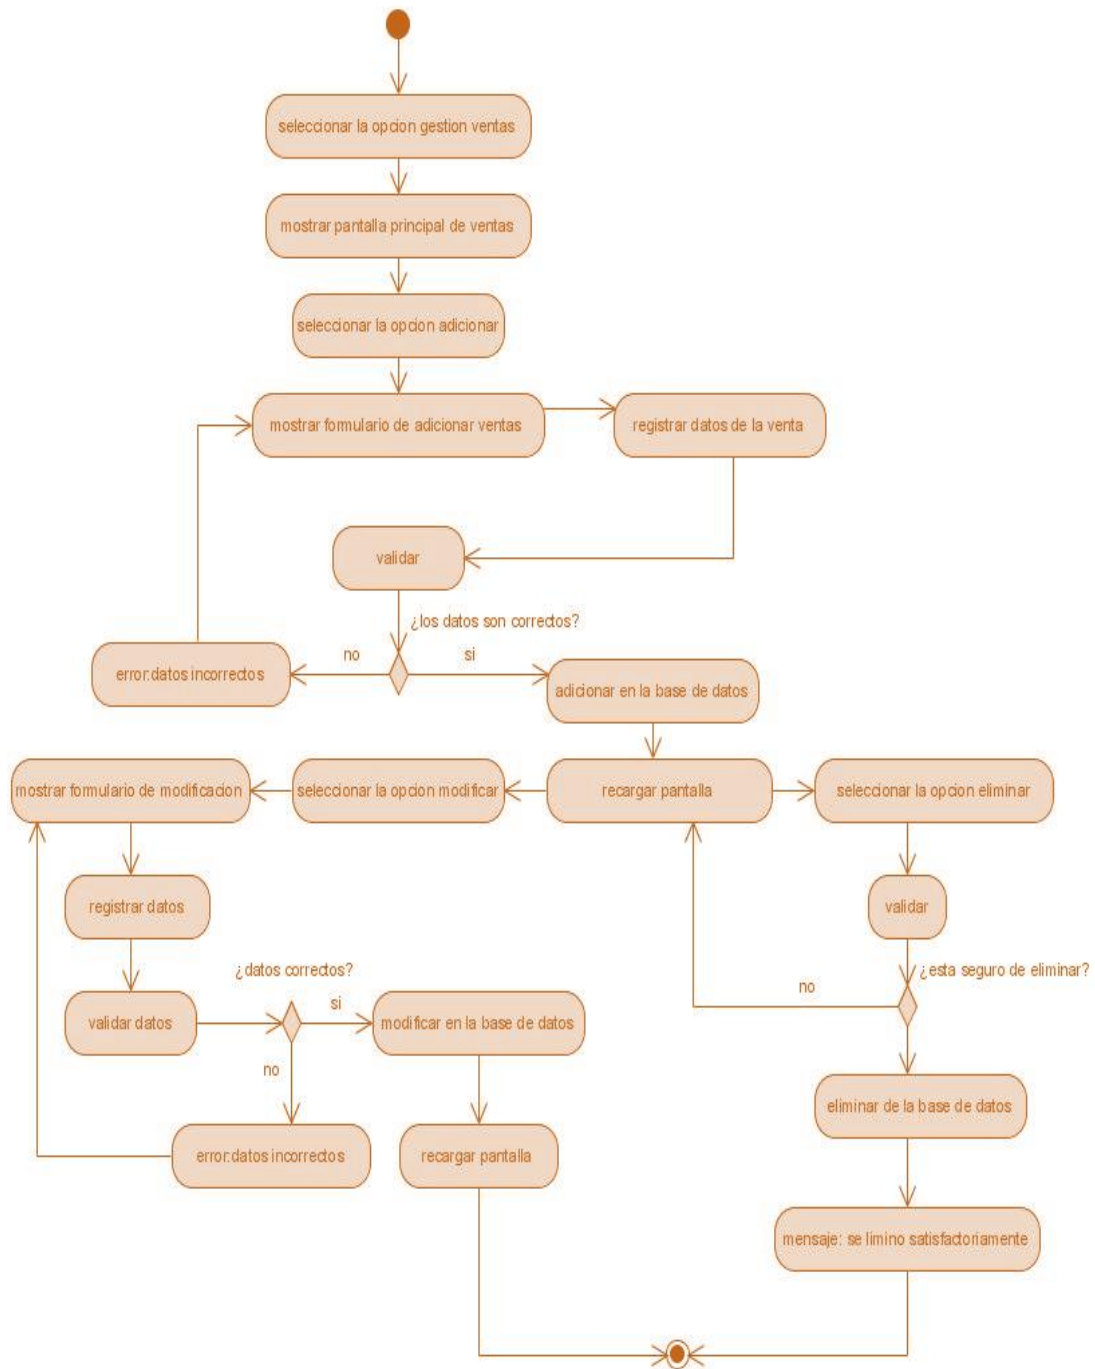 seleccionar la opcion gestion ventas
mostrar pantalla principal de ventas
seleccionar la opcion adicionar
mostrar formulario de adicionar ventas
registrar datos de la venta
validar
¿los datos son correctos?
no
si
error:datos incorrectos
adicionar en la base de datos
mostrar formulario de modificacion
seleccionar la opcion modificar
recargar pantalla
seleccionar la opcion eliminar
registrar datos
validar
¿datos correctos?
¿esta seguro de eliminar?
no
si
validar datos
modificar en la base de datos
no
eliminar de la base de datos
error:datos incorrectos
recargar pantalla
mensaje: se limino satisfactoriamente